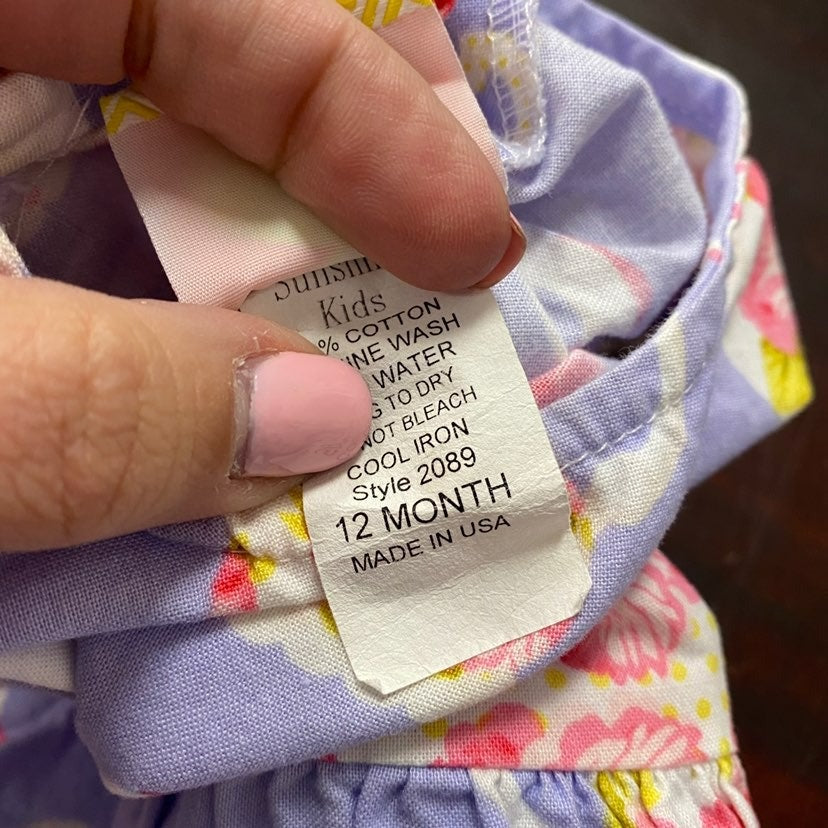 Kids
% COTTON
WASH
WATER
TO DRY
NOT BLEACH
COOL IRON
Style 2089
12 MONTH
MADE IN USA